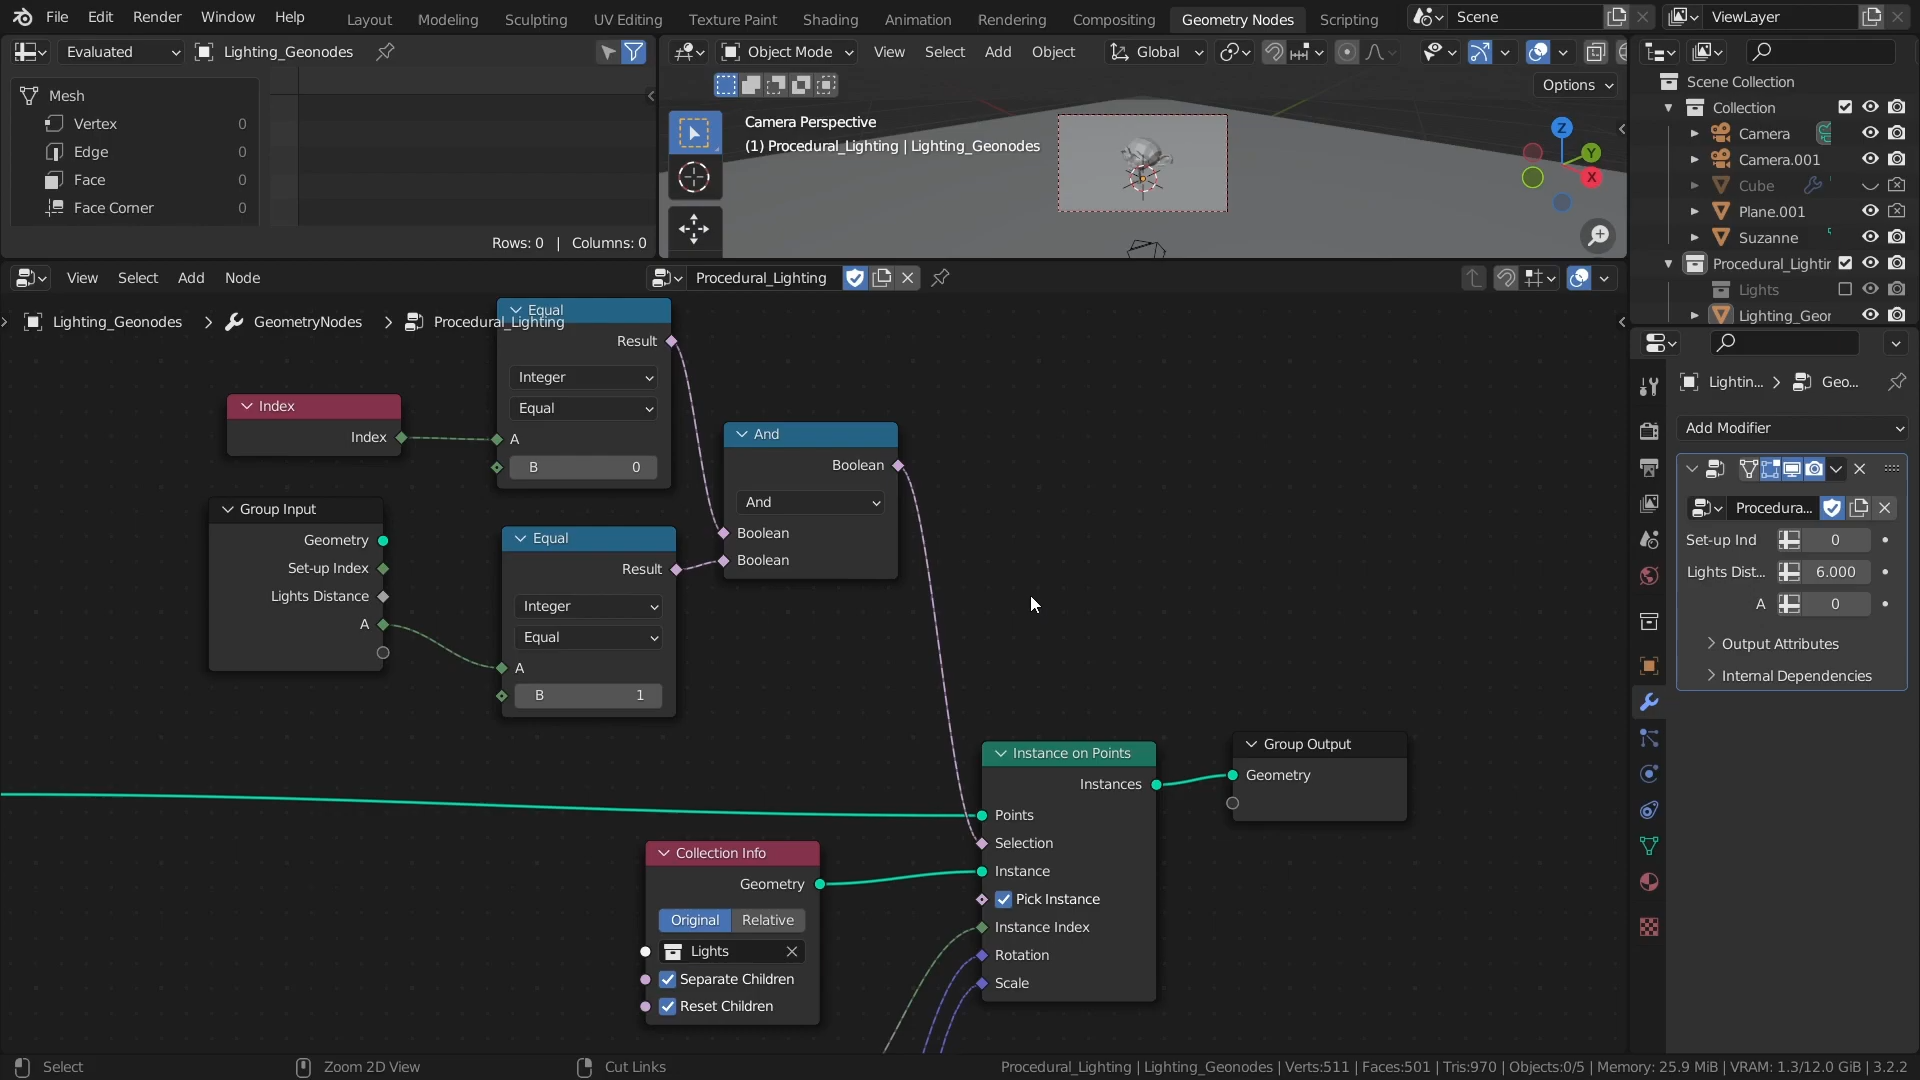 File Edit Render Window Help Layout Modeling Sculpting UV Editing Texture Paint Shading Animation Rendering Compositing Geometry Nodes Scripting Scene ViewLayer
Evaluated Lighting_Geonodes
Object Mode View Select Add Object Global
Options
Mesh
Vertex 0
Edge 0
Face 0
Face Corner 0
Rows: 0 | Columns: 0
Camera Perspective
(1) Procedural_Lighting | Lighting_Geonodes
Z
Y
X
Scene Collection
Collection
Camera
Camera.001
Cube
Plane.001
Suzanne
Procedural_Lightir
Lights
Lighting_Geor
View Select Add Node Procedural_Lighting
Lighting_Geonodes > GeometryNodes > Procedural_Lighting
Equal
Result
Integer
Equal
A
B 0
Index
Index
And
Boolean
And
Boolean
Boolean
Group Input
Geometry
Set-up Index
Lights Distance
A
Equal
Result
Integer
Equal
A
B 1
Instance on Points
Instances
Points
Selection
Instance
Pick Instance
Instance Index
Rotation
Scale
Group Output
Geometry
Collection Info
Geometry
Original Relative
Lights
Separate Children
Reset Children
Lightin... > Geo...
Add Modifier
Procedura...
Set-up Ind 0
Lights Dist... 6.000
A 0
Output Attributes
Internal Dependencies
Select Zoom 2D View Cut Links Procedural_Lighting | Lighting_Geonodes | Verts:511 | Faces:501 | Tris:970 | Objects:0/5 | Memory: 25.9 MiB | VRAM: 1.3/12.0 GiB | 3.2.2